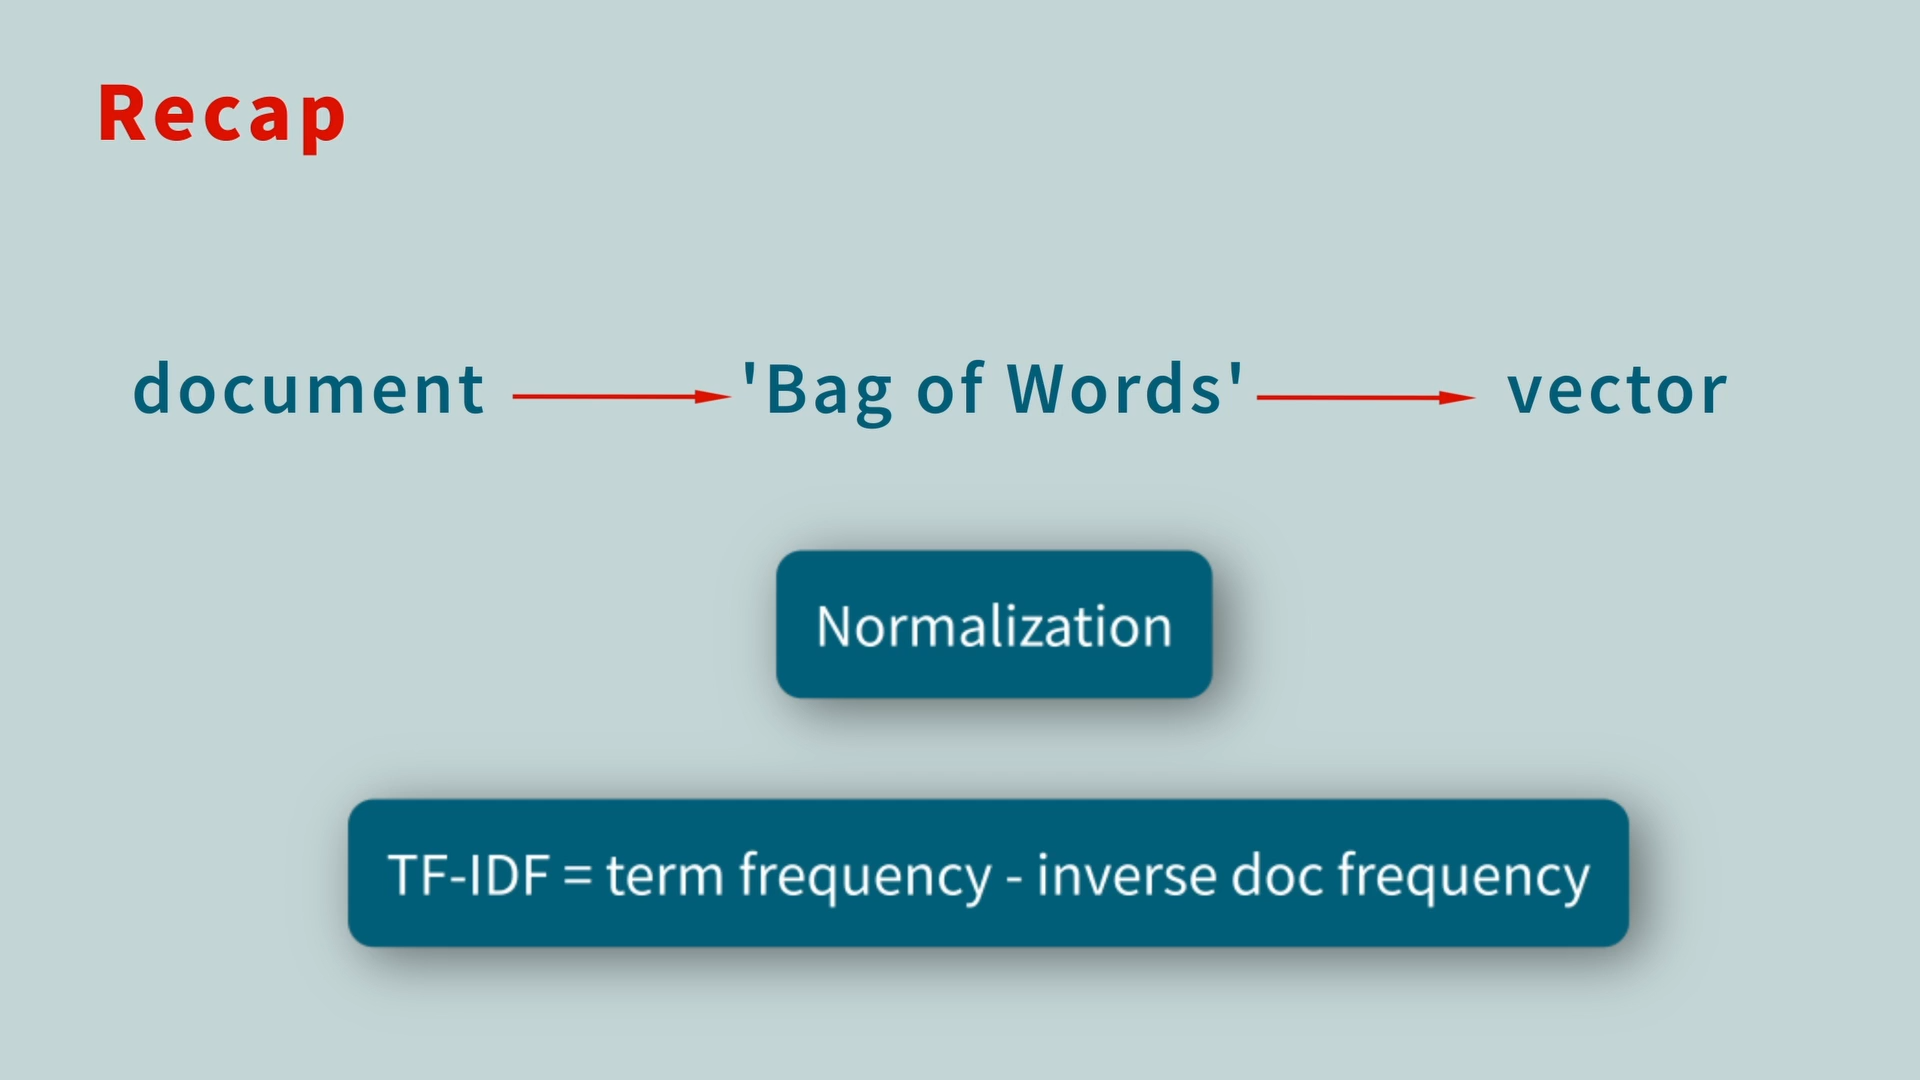 Recap
document 'Bag of Words' vector
Normalization
TF-IDF = term frequency - inverse doc frequency